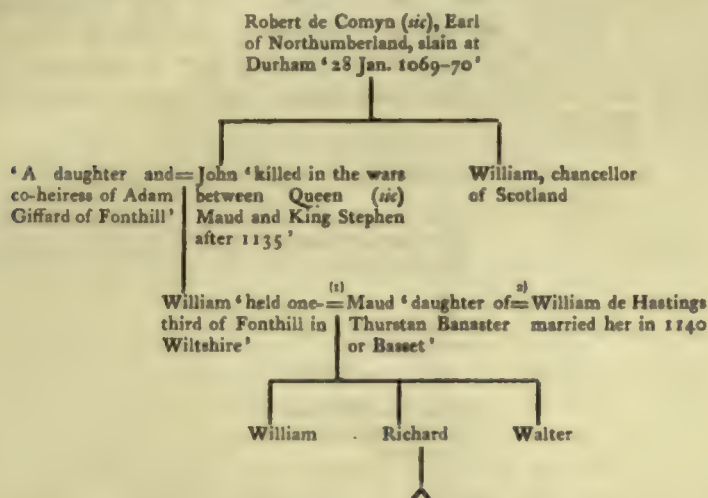 Robert de Comyn (sic), Earl
of Northumberland, slain at
Durham ‘28 Jan. 1069–70’
‘A daughter and= John ‘killed in the wars
co-heiress of Adam between Queen (sic)
Giffard of Fonthill’ Maud and King Stephen
after 1135’
William, chancellor
of Scotland
William ‘held one-
third of Fonthill in
Wiltshire’
(1)
= Maud ‘daughter of
Thurstan Banaster
or Basset’
2)
= William de Hastings
married her in 1140
William
Richard
Walter